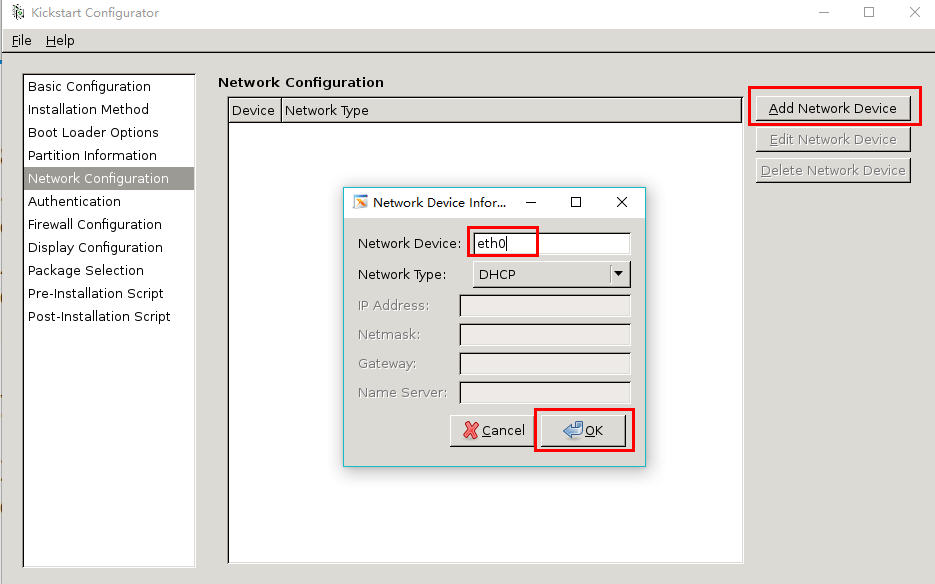 Kickstart Configurator
File Help
Basic Configuration
Installation Method
Boot Loader Options
Partition Information
Network Configuration
Authentication
Firewall Configuration
Display Configuration
Package Selection
Pre-Installation Script
Post-Installation Script
Network Configuration
Device Network Type
Add Network Device
Edit Network Device
Delete Network Device
Network Device Infor...
Network Device: eth0
Network Type: DHCP
IP Address:
Netmask:
Gateway:
Name Server:
Cancel OK